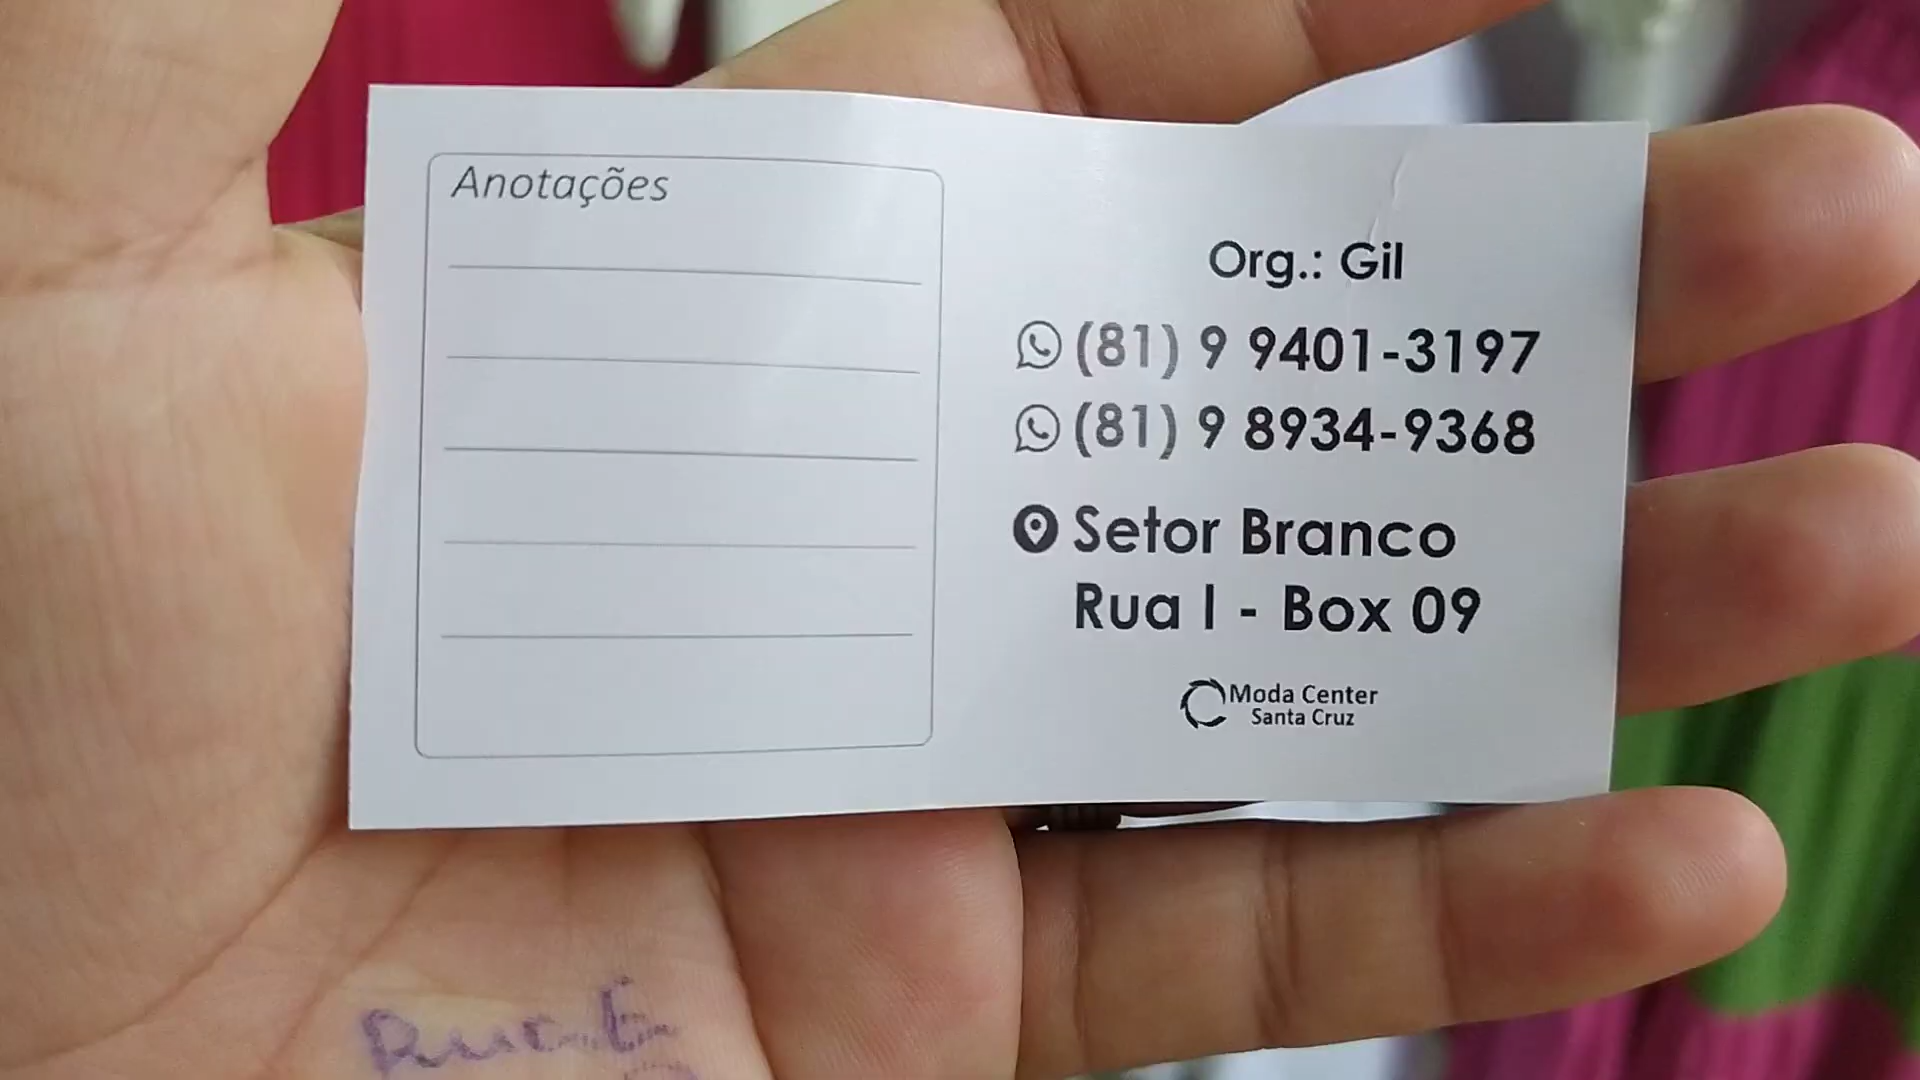 Anotações
Org.: Gil
(81) 9 9401-3197
(81) 9 8934-9368
Setor Branco
Rua I - Box 09
Moda Center
Santa Cruz